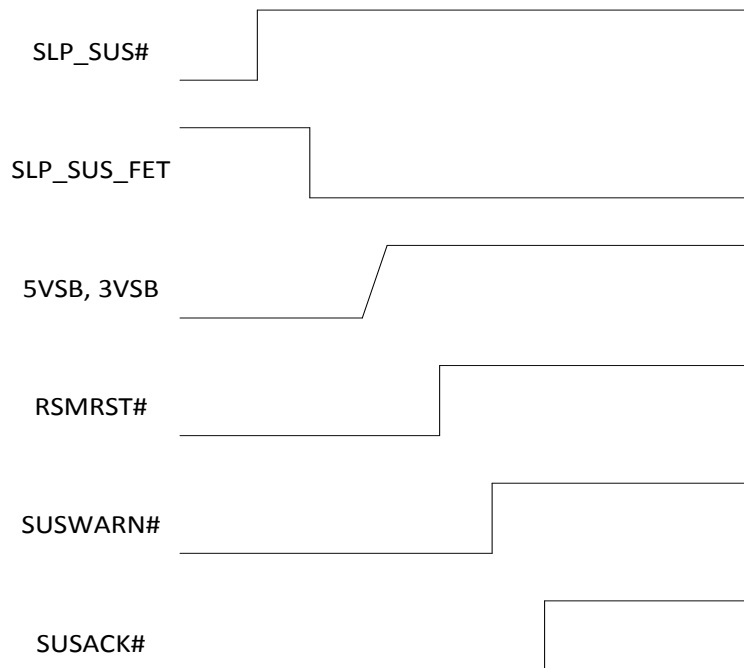 SLP_SUS#
SLP_SUS_FET
5VSB, 3VSB
RSMRST#
SUSWARN#
SUSACK#